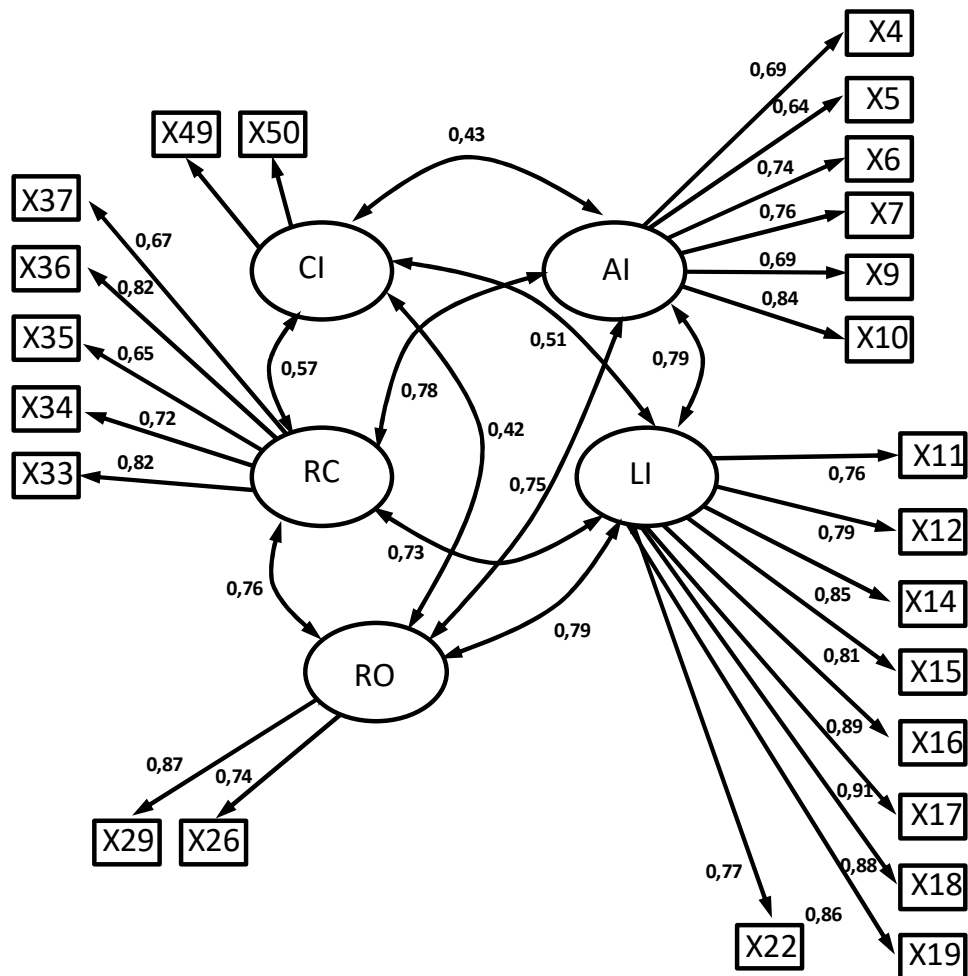 X4
0,69
X5
0,64
X49
X50
0,43
X6
0,74
X37
X7
0,76
0,67
CI
AI
X9
0,69
X36
0,82
0,84
X10
X35
0,65
0,57
0,51
0,79
0,78
X34
0,72
0,42
X33
0,82
RC
LI
X11
0,76
0,75
X12
0,79
0,73
0,76
0,85
X14
0,79
0,81
X15
RO
0,89
X16
0,87
0,74
0,91
X17
X29
X26
0,77
0,88
X18
0,86
X22
X19